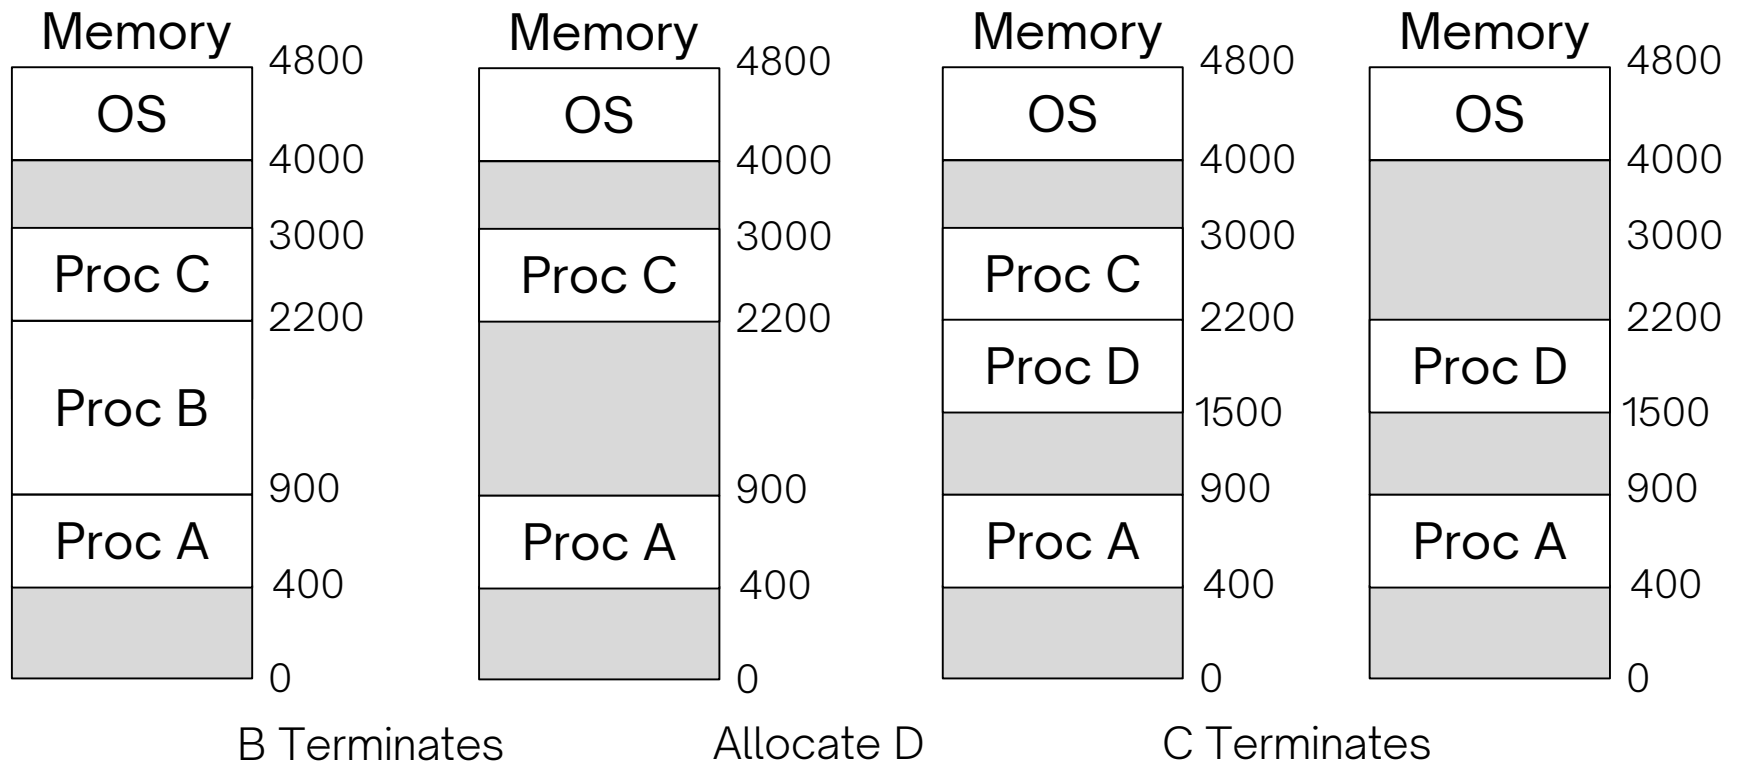 Memory
4800
OS
4000
3000
Proc C
2200
Proc B
900
Proc A
400
0
Memory
4800
OS
4000
3000
Proc C
2200
900
Proc A
400
0
Memory
4800
OS
4000
3000
Proc C
2200
Proc D
1500
900
Proc A
400
0
Memory
4800
OS
4000
3000
2200
Proc D
1500
900
Proc A
400
0
B Terminates
Allocate D
C Terminates